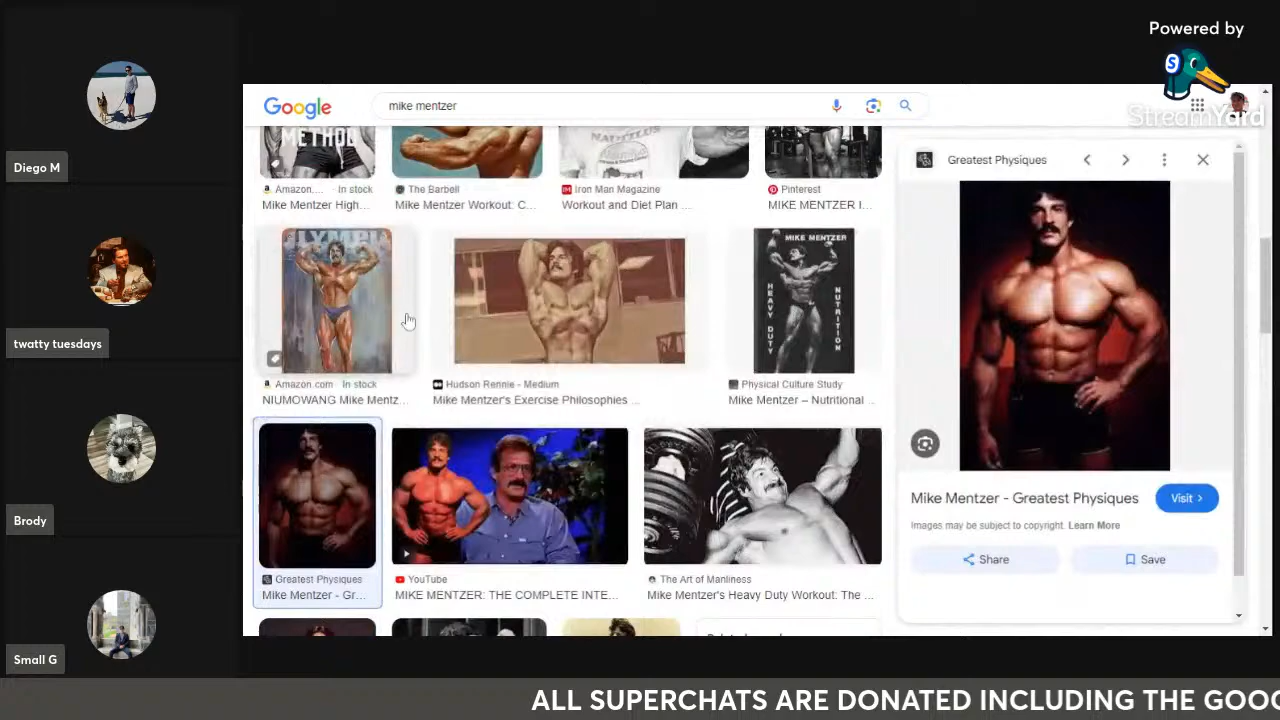 Powered by
S
StreamYard
Diego M
twatty tuesdays
Brody
Small G
Google
mike mentzer
METHOD
NAUTILUS
Amazon.... · In stock
Mike Mentzer High...
The Barbell
Mike Mentzer Workout: C...
Iron Man Magazine
Workout and Diet Plan ...
Pinterest
MIKE MENTZER I...
OLYMPIA
MIKE MENTZER
HEAVY DUTY
NUTRITION
Amazon.com · In stock
NIUMOWANG Mike Mentz...
Hudson Rennie - Medium
Mike Mentzer's Exercise Philosophies ...
Physical Culture Study
Mike Mentzer – Nutritional ...
Greatest Physiques
Mike Mentzer - Gr...
YouTube
MIKE MENTZER: THE COMPLETE INTE...
The Art of Manliness
Mike Mentzer's Heavy Duty Workout: The ...
Greatest Physiques
Mike Mentzer - Greatest Physiques
Visit
Images may be subject to copyright. Learn More
Share
Save
ALL SUPERCHATS ARE DONATED INCLUDING THE GOOG